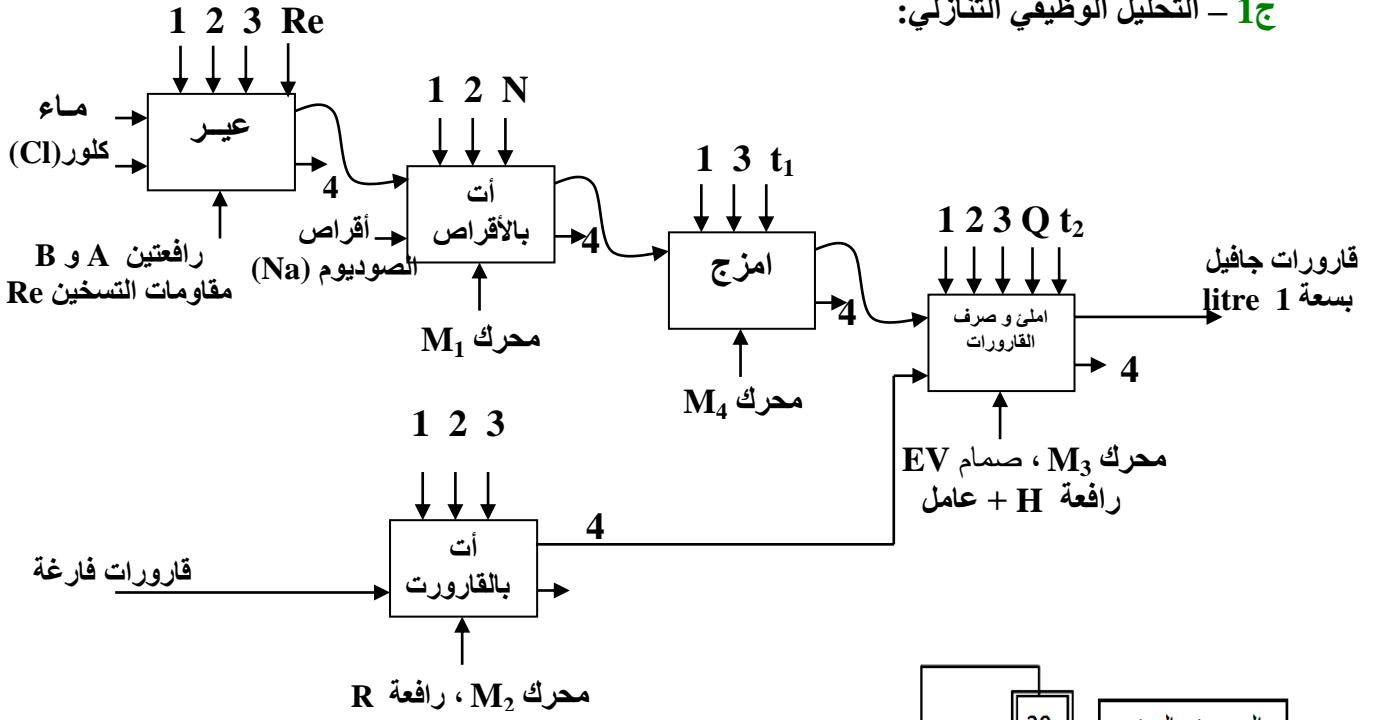 ج1 – التحليل الوظيفي التنازلي:
1 2 3 Re
مـاء
كلور(Cl)
عيـر
4
رافعتين A و B
مقاومات التسخين Re
1 2 N
أقراص
الصوديوم (Na)
أت
بالأقراص
4
محرك M1
1 3 t1
امزج
4
محرك M4
1 2 3 Q t2
املئ و صرف
القارورات
قارورات جافيل
بسعة 1 litre
4
محرك M3 ، صمام EV
رافعة H + عامل
1 2 3
قارورات فارغة
أت
بالقارورت
4
محرك M2 ، رافعة R